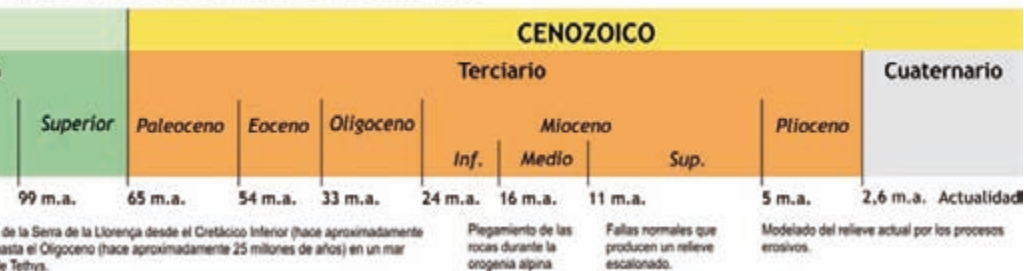 CENOZOICO
Terciario
Cuaternario
Superior
Paleoceno
Eoceno
Oligoceno
Mioceno
Plioceno
Inf.
Medio
Sup.
99 m.a.
65 m.a.
54 m.a.
33 m.a.
24 m.a.
16 m.a.
11 m.a.
5 m.a.
2,6 m.a.
Actualidad
de la Serra de la Llorença desde el Cretácico Inferior (hace aproximadamente
asta el Oligoceno (hace aproximadamente 25 millones de años) en un mar
de Tethys.
Plegamiento de las
rocas durante la
orogenia alpina
Fallas normales que
producen un relieve
escalonado.
Modelado del relieve actual por los procesos
erosivos.